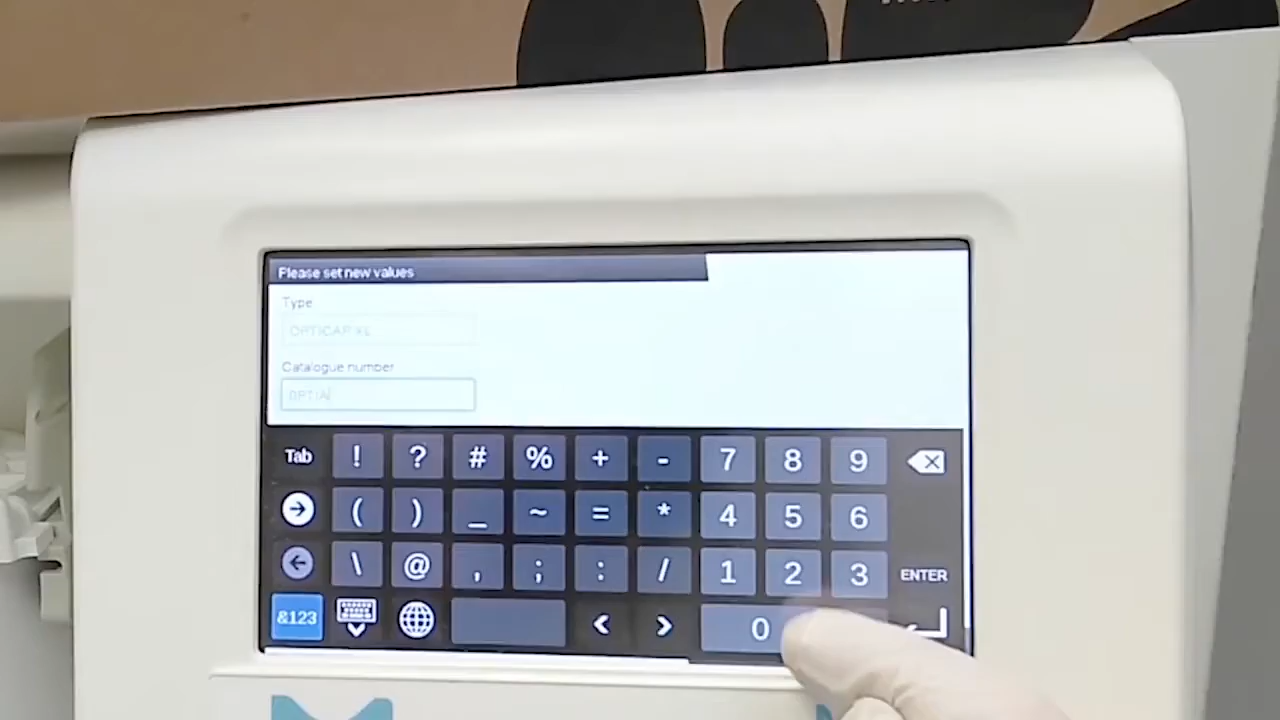 Please set new values
Type
OPTICAP XL
Catalogue number
Tab ! ? # % + - 7 8 9
( ) _ ~ = * 4 5 6
\ @ , ; : / 1 2 3 ENTER
&123 < > 0